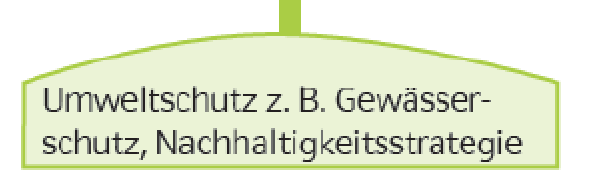 Umweltschutz z. B. Gewässer-
schutz, Nachhaltigkeitsstrategie